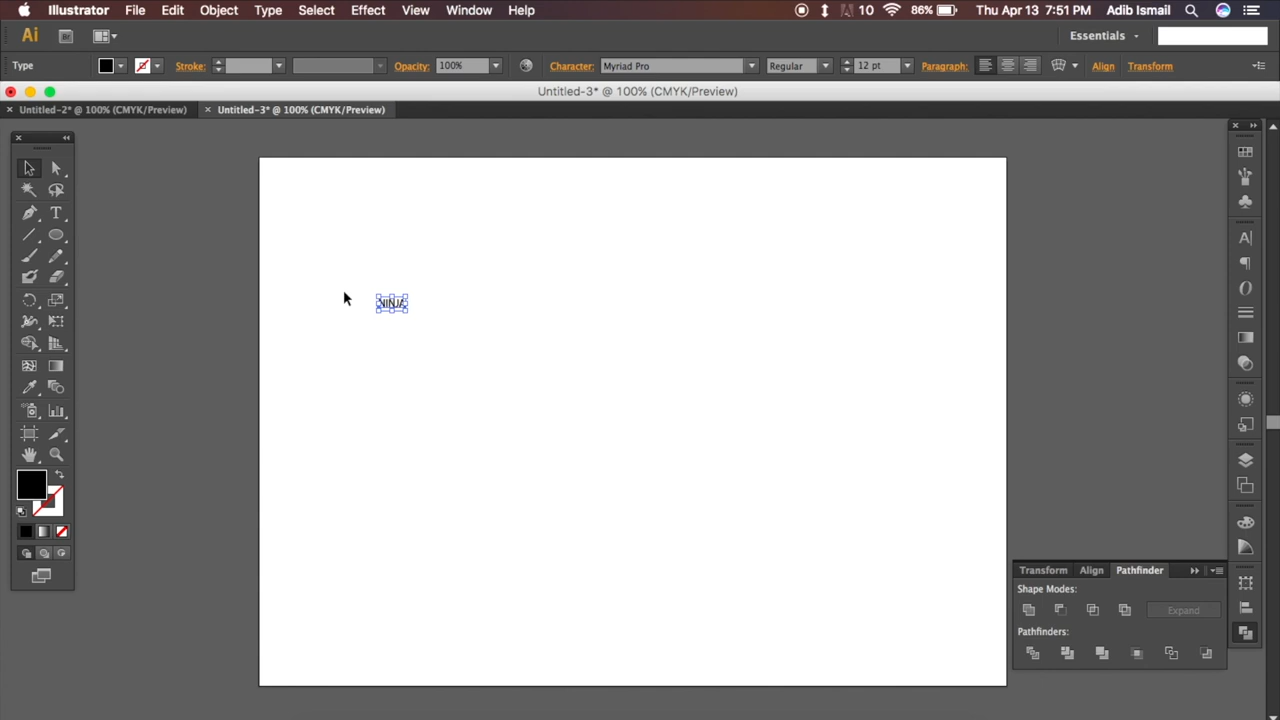 Illustrator File Edit Object Type Select Effect View Window Help 10 86% Thu Apr 13 7:51 PM Adib Ismail
Ai Br Essentials
Type Stroke: Opacity: 100% Character: Myriad Pro Regular 12 pt Paragraph: Align Transform
Untitled-3* @ 100% (CMYK/Preview)
Untitled-2* @ 100% (CMYK/Preview) Untitled-3* @ 100% (CMYK/Preview)
NINJA
Transform Align Pathfinder
Shape Modes:
Expand
Pathfinders: